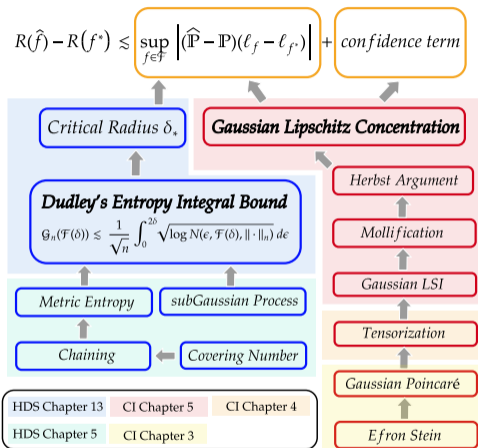 R(f̂) − R(f*) ≲ sup_{f∈ℱ} |(ℙ̂ − ℙ)(ℓ_f − ℓ_{f*})| + confidence term
Critical Radius δ_*
Gaussian Lipschitz Concentration
Dudley's Entropy Integral Bound
𝒢_n(ℱ(δ)) ≲ 1/√n ∫_0^{2δ} √(log N(ϵ, ℱ(δ), ‖·‖_n)) dϵ
Herbst Argument
Mollification
Gaussian LSI
Metric Entropy
subGaussian Process
Tensorization
Chaining
Covering Number
Gaussian Poincaré
Efron Stein
HDS Chapter 13
CI Chapter 5
CI Chapter 4
HDS Chapter 5
CI Chapter 3